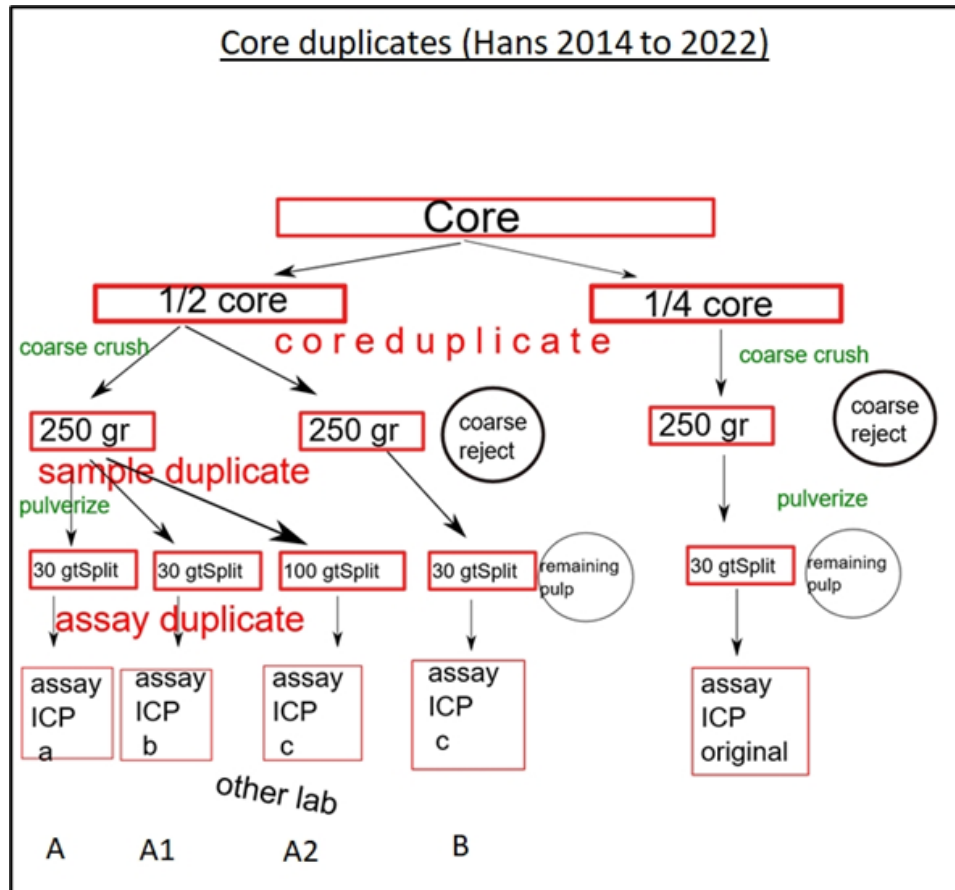 Core duplicates (Hans 2014 to 2022)
Core
1/2 core
1/4 core
coarse crush
c o r e d u p l i c a t e
coarse crush
250 gr
250 gr
coarse
reject
250 gr
coarse
reject
sample duplicate
pulverize
pulverize
30 gtSplit
30 gtSplit
100 gtSplit
30 gtSplit
remaining
pulp
30 gtSplit
remaining
pulp
assay duplicate
assay
ICP
a
assay
ICP
b
assay
ICP
c
assay
ICP
c
assay
ICP
original
other lab
A
A1
A2
B